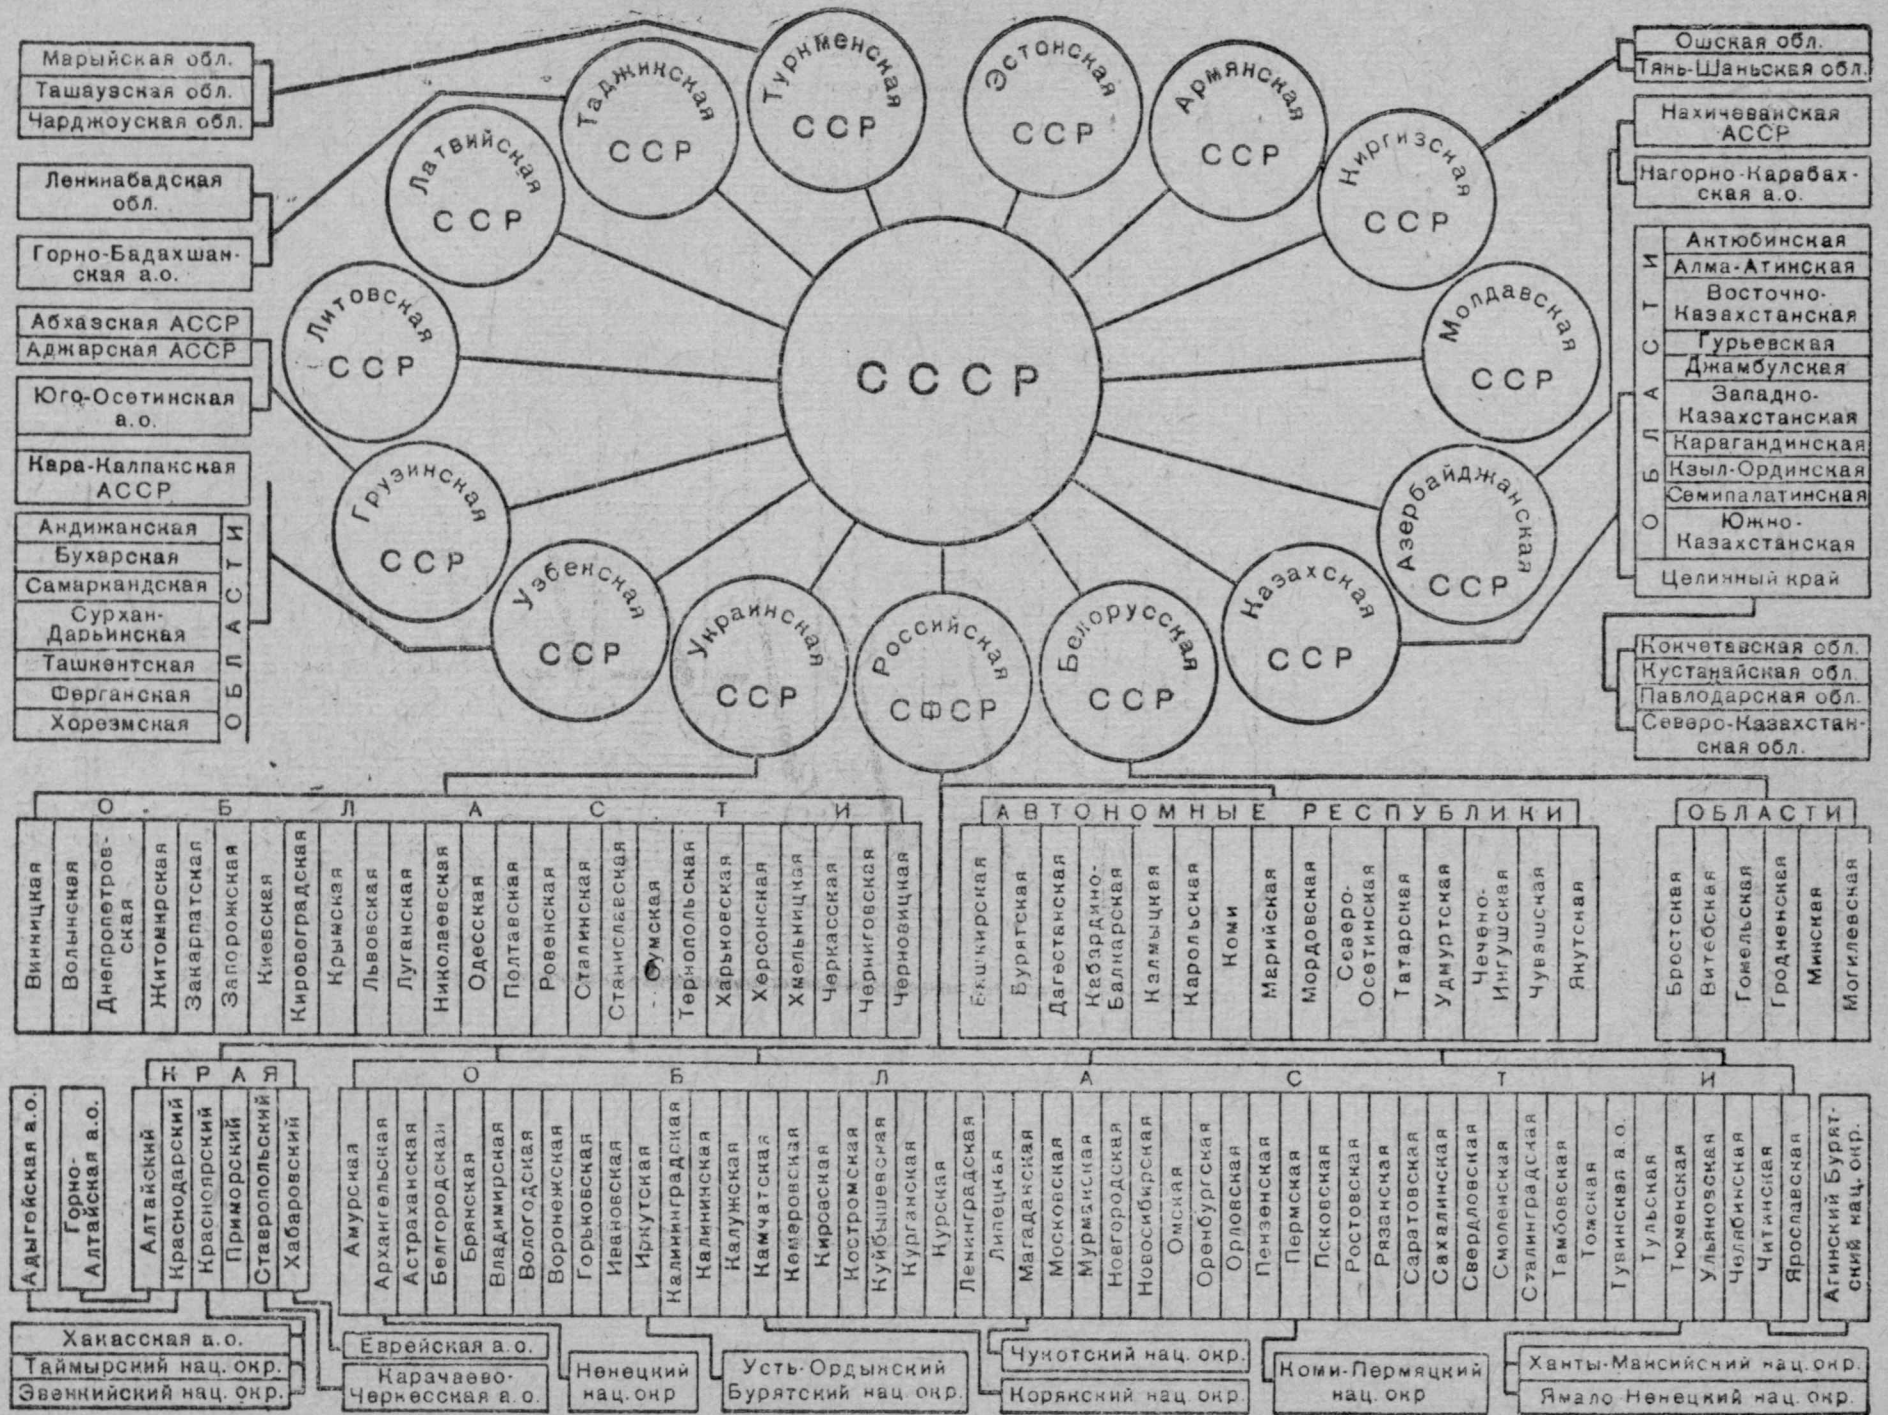 Марыйская обл.
Ташаузская обл.
Чарджоуская обл.
Ленинабадская
обл.
Горно-Бадахшан-
ская а.о.
Абхазская АССР
Аджарская АССР
Юго-Осетинская
а.о.
Кара-Калпакская
АССР
Андижанская
Бухарская
Самаркандская
Сурхан-
Дарьинская
Ташкентская
Ферганская
Хорезмская
ОБЛАСТИ
Туркменская
ССР
Эстонская
ССР
Таджикская
ССР
Армянская
ССР
Латвийская
ССР
Киргизская
ССР
Литовская
ССР
СССР
Молдавская
ССР
Грузинская
ССР
Азербайджанская
ССР
Узбекская
ССР
Украинская
ССР
Российская
СФСР
Белорусская
ССР
Казахская
ССР
Ошская обл.
Тянь-Шаньская обл.
Нахичеванская
АССР
Нагорно-Карабах-
ская а.о.
ОБЛАСТИ
Актюбинская
Алма-Атинская
Восточно-
Казахстанская
Гурьевская
Джамбулская
Западно-
Казахстанская
Карагандинская
Кзыл-Ординская
Семипалатинская
Южно-
Казахстанская
Целинный край
Кокчетавская обл.
Кустанайская обл.
Павлодарская обл.
Северо-Казахстан-
ская обл.
ОБЛАСТИ
Винницкая
Волынская
Днепропетров-
ская
Житомирская
Закарпатская
Запорожская
Киевская
Кировоградская
Крымская
Львовская
Луганская
Николаевская
Одесская
Полтавская
Ровенская
Сталинская
Станиславская
Сумская
Тернопольская
Харьковская
Херсонская
Хмельницкая
Черкасская
Черниговская
Черновицкая
АВТОНОМНЫЕ РЕСПУБЛИКИ
Башкирская
Бурятская
Дагестанская
Кабардино-
Балкарская
Калмыцкая
Карельская
Коми
Марийская
Мордовская
Северо-
Осетинская
Татарская
Удмуртская
Чечено-
Ингушская
Чувашская
Якутская
ОБЛАСТИ
Брестская
Витебская
Гомельская
Гродненская
Минская
Могилевская
Адыгейская а.о.
Горно-
Алтайская а.о.
КРАЯ
Алтайский
Краснодарский
Красноярский
Приморский
Ставропольский
Хабаровский
ОБЛАСТИ
Амурская
Архангельская
Астраханская
Белгородская
Брянская
Владимирская
Вологодская
Воронежская
Горьковская
Ивановская
Иркутская
Калининградская
Калининская
Калужская
Камчатская
Кемеровская
Кировская
Костромская
Куйбышевская
Курганская
Курская
Ленинградская
Липецкая
Магаданская
Московская
Мурманская
Новгородская
Новосибирская
Омская
Оренбургская
Орловская
Пензенская
Пермская
Псковская
Ростовская
Рязанская
Саратовская
Сахалинская
Свердловская
Смоленская
Сталинградская
Тамбовская
Томская
Тувинская а.о.
Тульская
Тюменская
Ульяновская
Челябинская
Читинская
Ярославская
Агинский Бурят-
ский нац. окр.
Хакасская а.о.
Таймырский нац. окр.
Эвенкийский нац. окр.
Еврейская а.о.
Карачаево-
Черкесская а.о.
Ненецкий
нац. окр
Усть-Ордынский
Бурятский нац. окр.
Чукотский нац. окр.
Корякский нац. окр.
Коми-Пермяцкий
нац. окр
Ханты-Мансийский нац. окр.
Ямало-Ненецкий нац. окр.